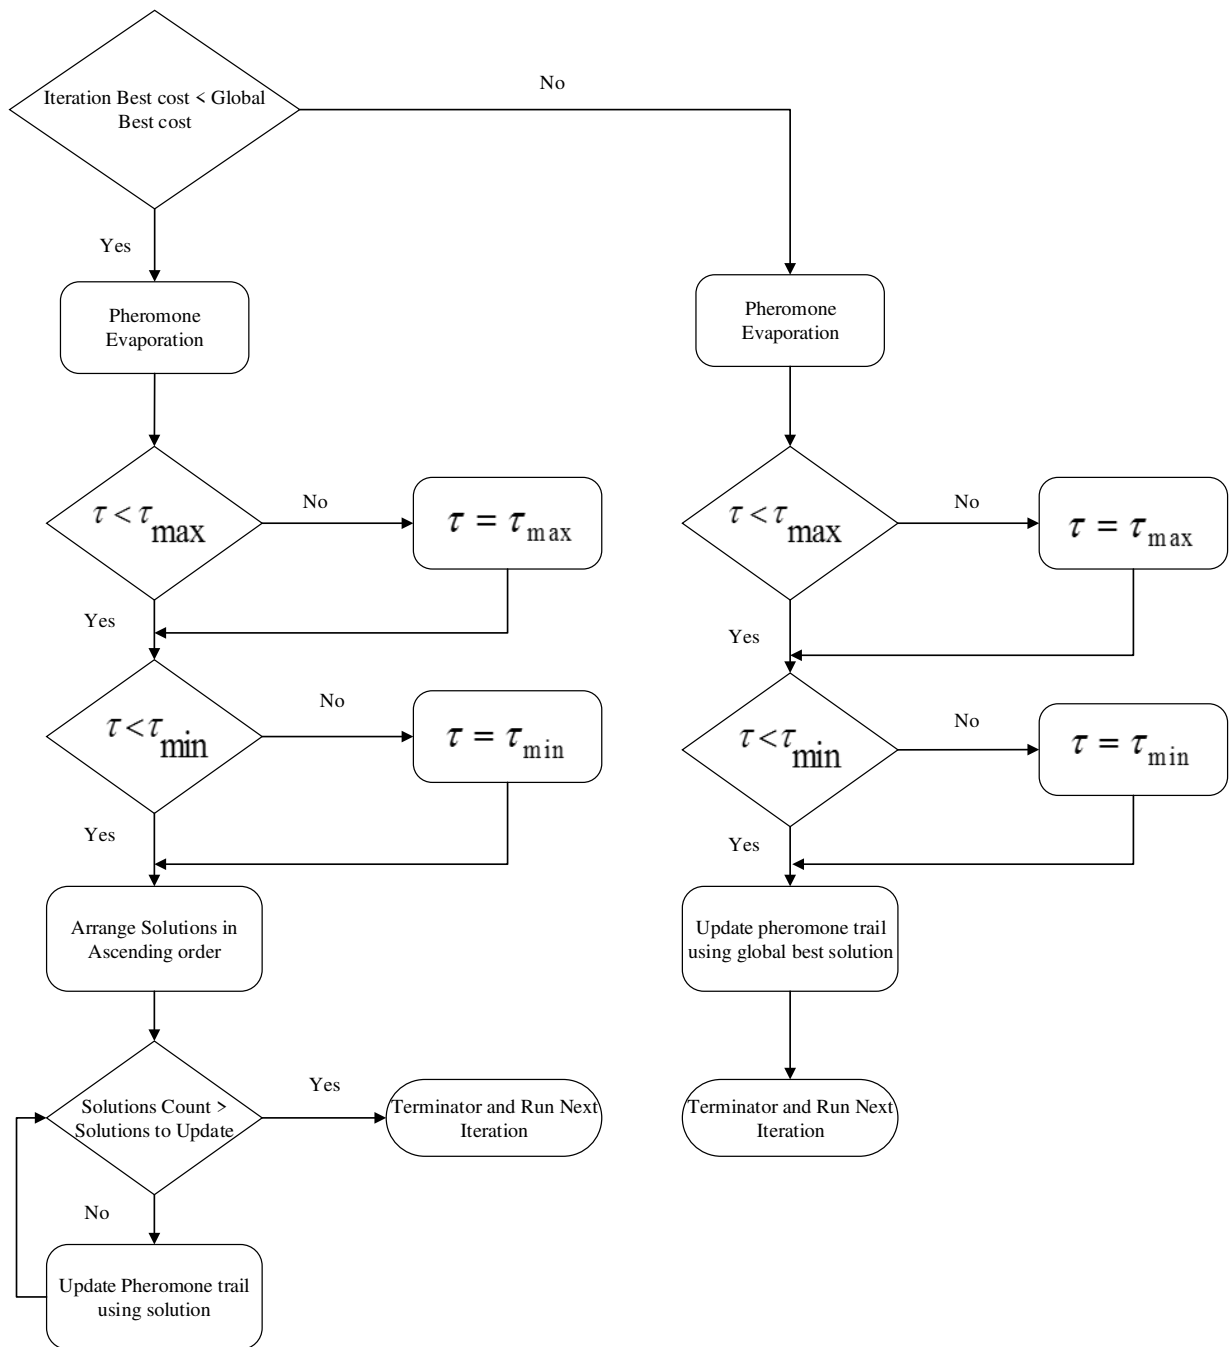 Iteration Best cost < Global
Best cost
No
Yes
Pheromone
Evaporation
Pheromone
Evaporation
τ < τmax
No
τ = τmax
τ < τmax
No
τ = τmax
Yes
Yes
τ < τmin
No
τ = τmin
τ < τmin
No
τ = τmin
Yes
Yes
Arrange Solutions in
Ascending order
Update pheromone trail
using global best solution
Solutions Count >
Solutions to Update
Yes
Terminator and Run Next
Iteration
Terminator and Run Next
Iteration
No
Update Pheromone trail
using solution